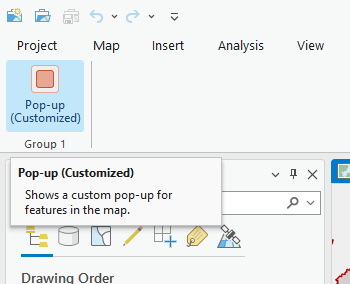 Project Map Insert Analysis View
Pop-up
(Customized)
Group 1
Pop-up (Customized)
Shows a custom pop-up for
features in the map.
Drawing Order